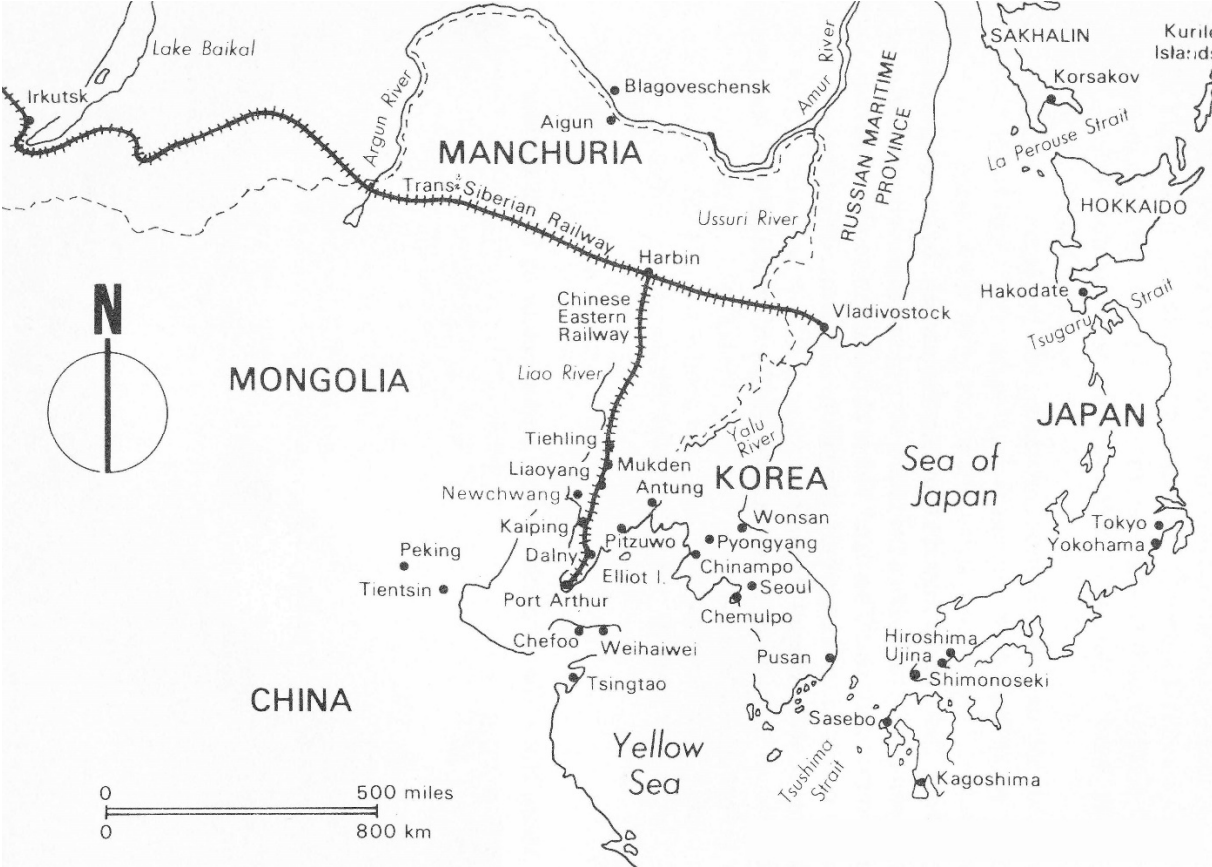 Lake Baikal
SAKHALIN
Kurile
Islands
Irkutsk
Korsakov
Argun River
Blagoveschensk
Amur River
Aigun
La Perouse Strait
MANCHURIA
RUSSIAN MARITIME
PROVINCE
Trans-Siberian Railway
Ussuri River
HOKKAIDO
Harbin
N
Chinese
Eastern
Railway
Vladivostock
Hakodate
Tsugaru Strait
MONGOLIA
Liao River
JAPAN
Tiehling
Yalu
River
Liaoyang
Mukden
KOREA
Sea of
Japan
Newchwang
Antung
Kaiping
Pitzuwo
Wonsan
Pyongyang
Tokyo
Yokohama
Peking
Dalny
Chinampo
Tientsin
Elliot I.
Seoul
Port Arthur
Chemulpo
Chefoo
Weihaiwei
Pusan
Hiroshima
Ujina
Shimonoseki
Tsingtao
CHINA
Sasebo
Yellow
Sea
Tsushima
Strait
Kagoshima
0 500 miles
0 800 km